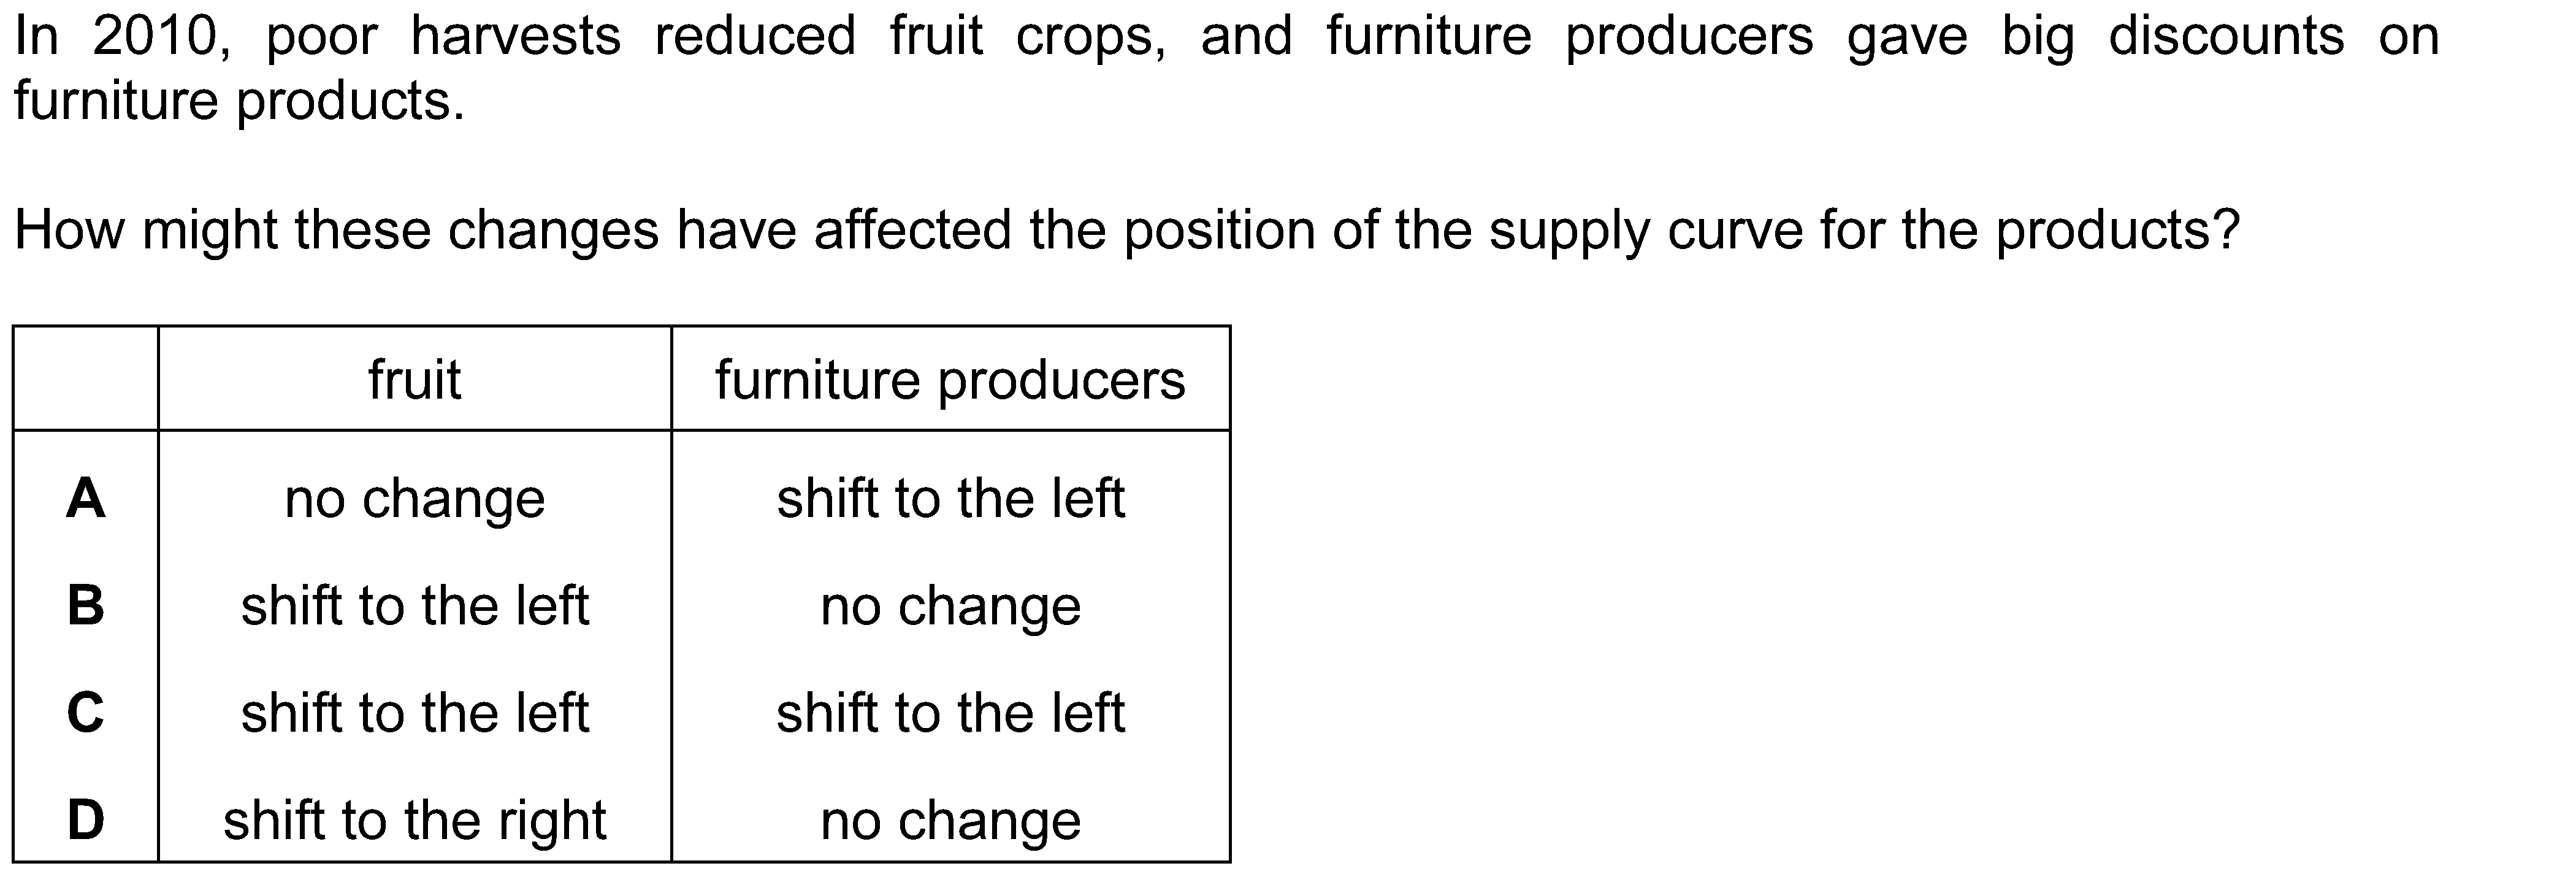 In 2010, poor harvests reduced fruit crops, and furniture producers gave big discounts on
furniture products.
How might these changes have affected the position of the supply curve for the products?
fruit furniture producers
A no change shift to the left
B shift to the left no change
C shift to the left shift to the left
D shift to the right no change